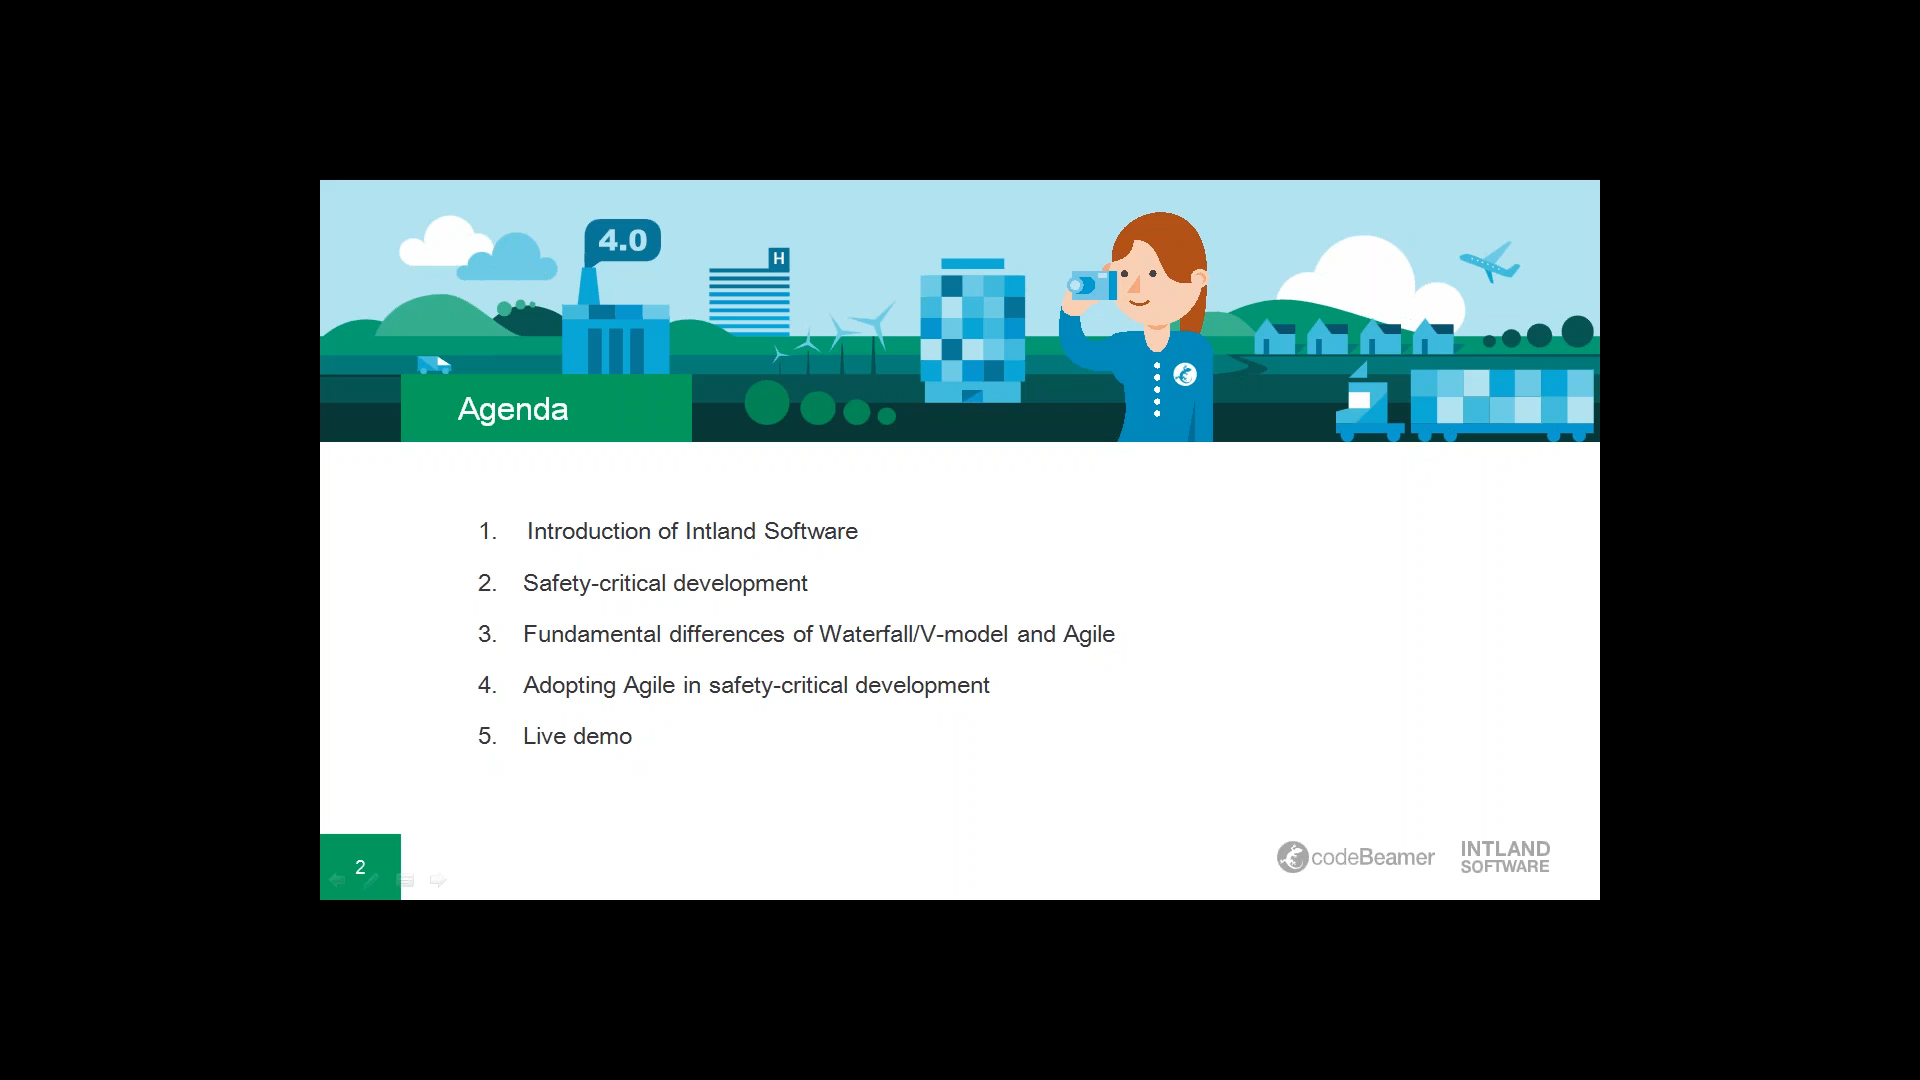 4.0
H
Agenda
1. Introduction of Intland Software
2. Safety-critical development
3. Fundamental differences of Waterfall/V-model and Agile
4. Adopting Agile in safety-critical development
5. Live demo
2
codeBeamer
INTLAND
SOFTWARE